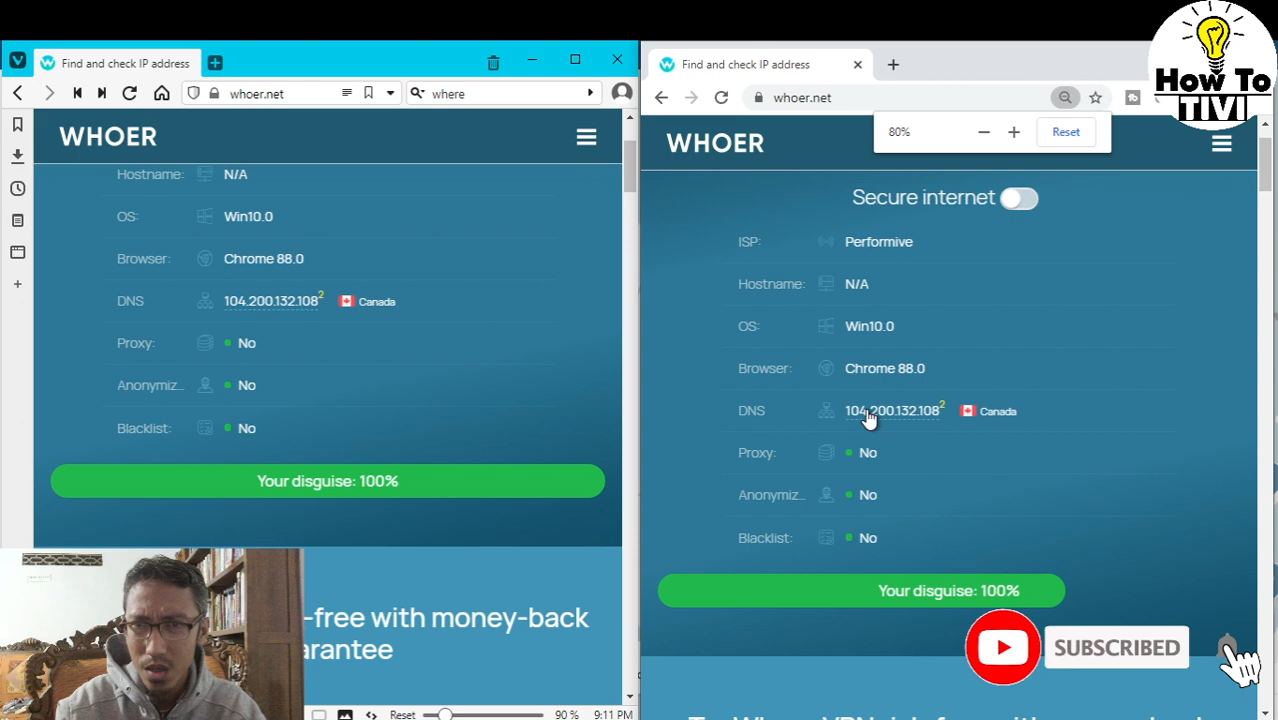 Find and check IP address
whoer.net
where
WHOER
Hostname: N/A
OS: Win10.0
Browser: Chrome 88.0
DNS 104.200.132.108 2 Canada
Proxy: No
Anonymiz... No
Blacklist: No
Your disguise: 100%
-free with money-back
arantee
Reset 90 % 9:11 PM
Find and check IP address
whoer.net
80% Reset
WHOER
Secure internet
ISP: Performive
Hostname: N/A
OS: Win10.0
Browser: Chrome 88.0
DNS 104.200.132.108 2 Canada
Proxy: No
Anonymiz... No
Blacklist: No
Your disguise: 100%
SUBSCRIBED
How To
TIVI